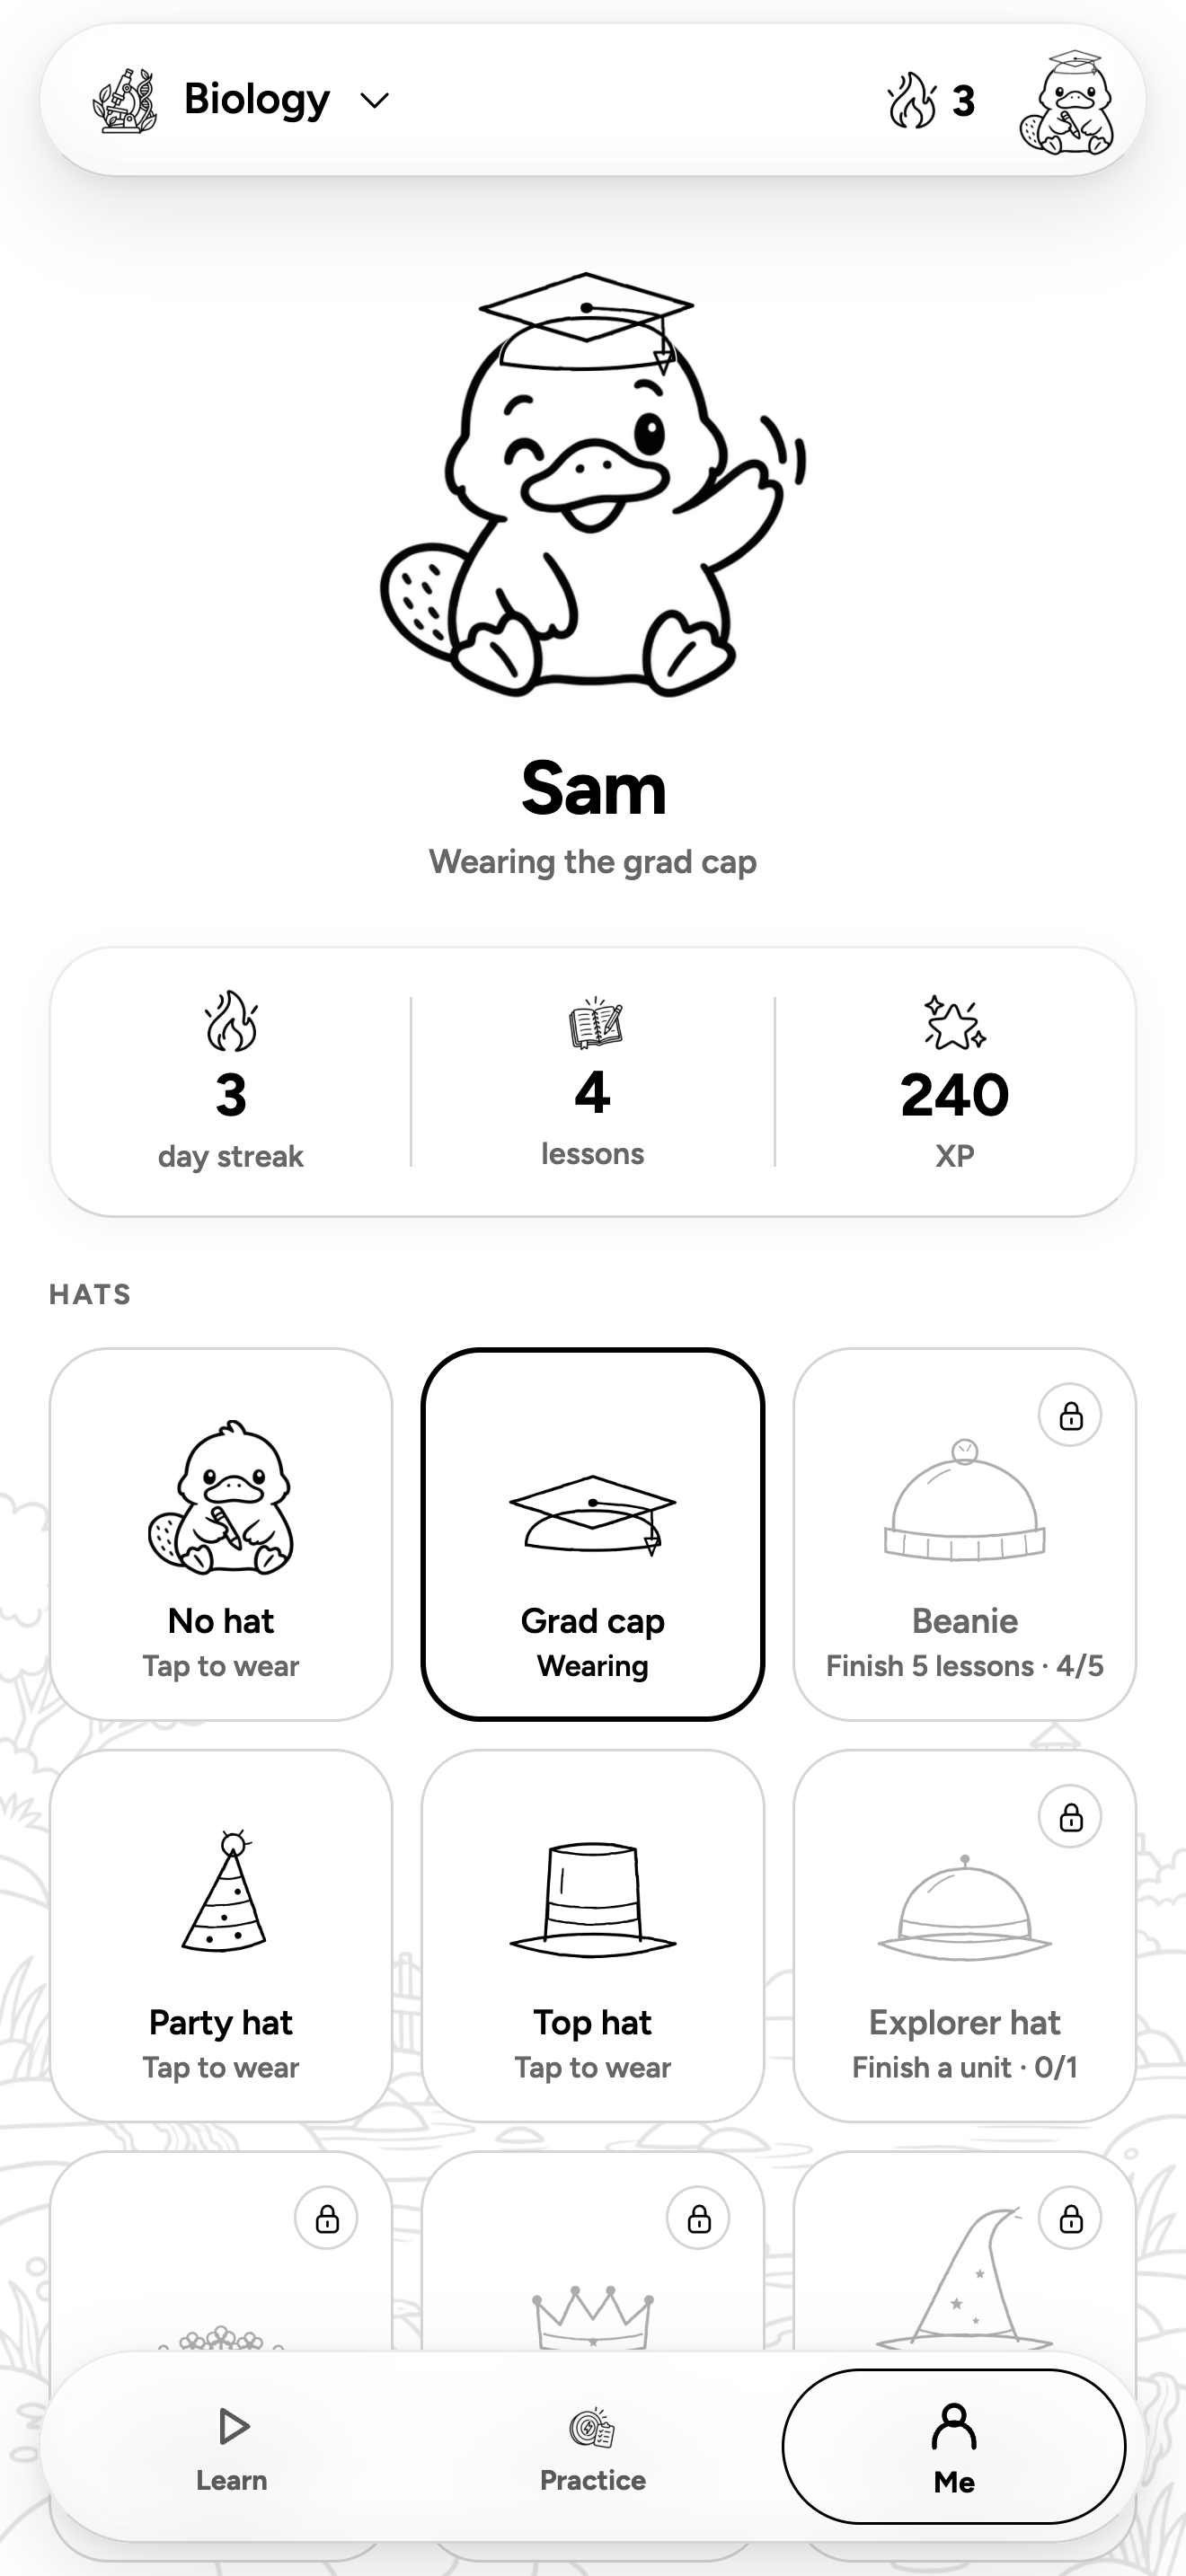 Biology
3
Sam
Wearing the grad cap
3
day streak
4
lessons
240
XP
HATS
No hat
Tap to wear
Grad cap
Wearing
Beanie
Finish 5 lessons · 4/5
Party hat
Tap to wear
Top hat
Tap to wear
Explorer hat
Finish a unit · 0/1
Learn
Practice
Me